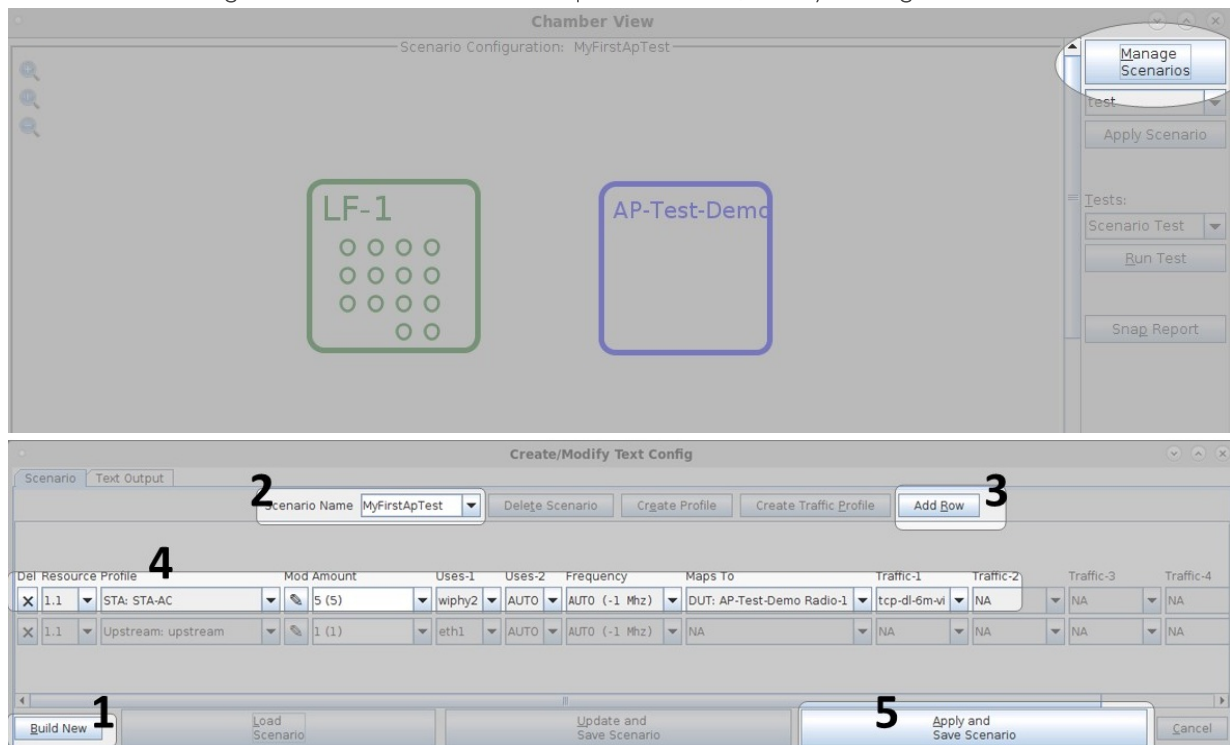 Chamber View
Scenario Configuration: MyFirstApTest
Manage
Scenarios
test
Apply Scenario
LF-1
AP-Test-Demo
Tests:
Scenario Test
Run Test
Snap Report
Create/Modify Text Config
Scenario Text Output
2 Scenario Name MyFirstApTest Delete Scenario Create Profile Create Traffic Profile Add Row 3
4
Del Resource Profile Mod Amount Uses-1 Uses-2 Frequency Maps To Traffic-1 Traffic-2 Traffic-3 Traffic-4
X 1.1 STA: STA-AC 5 (5) wiphy2 AUTO AUTO (-1 Mhz) DUT: AP-Test-Demo Radio-1 tcp-dl-6m-vi NA NA NA
X 1.1 Upstream: upstream 1 (1) eth1 AUTO AUTO (-1 Mhz) NA NA NA NA NA
Build New 1 Load Scenario Update and Save Scenario 5 Apply and Save Scenario Cancel